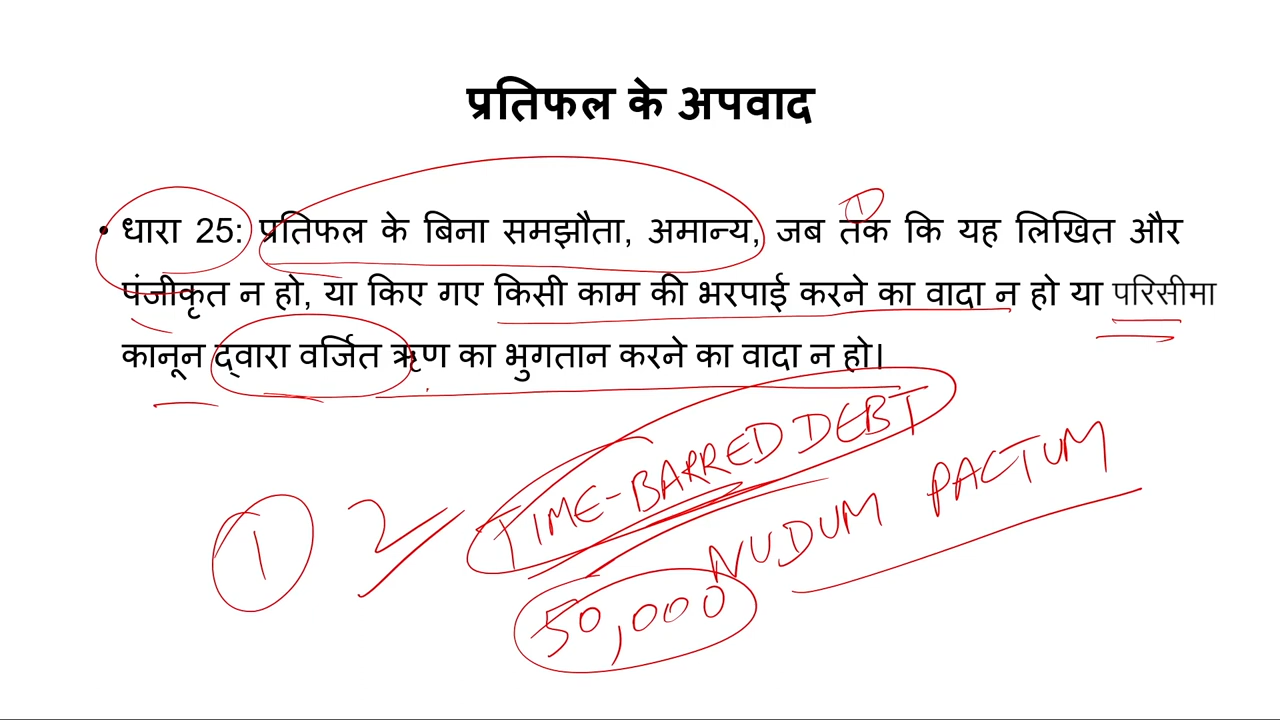 प्रतिफल के अपवाद
• धारा 25: प्रतिफल के बिना समझौता, अमान्य, जब तक कि यह लिखित और
पंजीकृत न हो, या किए गए किसी काम की भरपाई करने का वादा न हो या परिसीमा
कानून द्वारा वर्जित ऋण का भुगतान करने का वादा न हो।
1
TIME-BARRED DEBT
NUDUM PACTUM
1 2
50,000